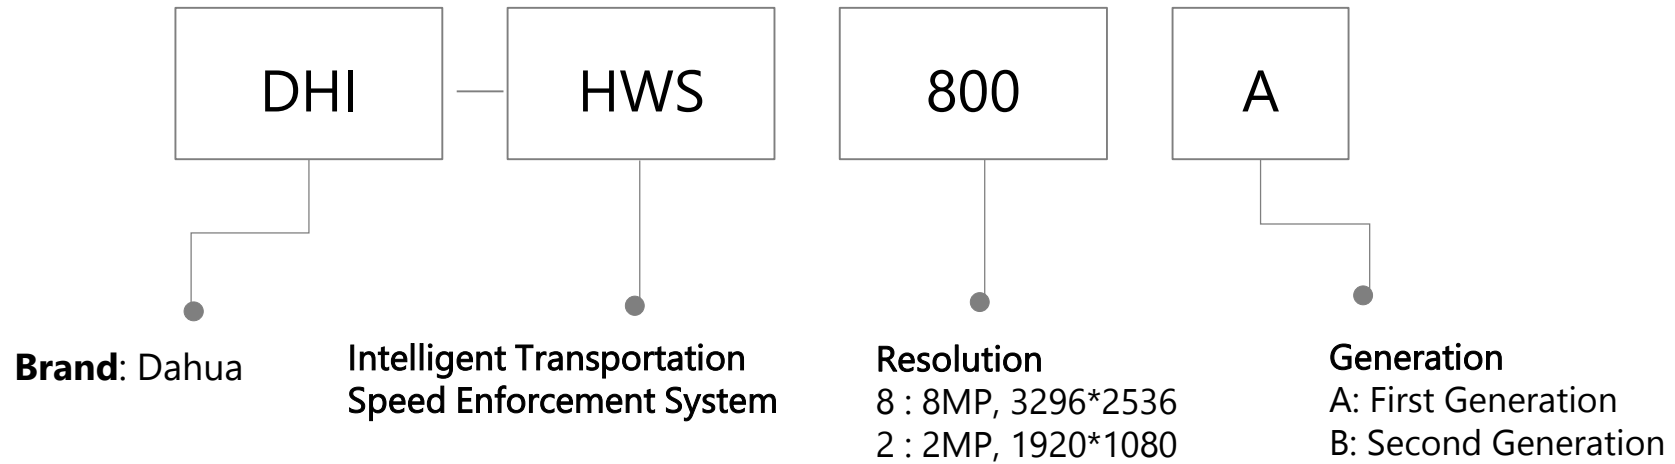 DHI — HWS 800 A
Brand: Dahua
Intelligent Transportation
Speed Enforcement System
Resolution
8 : 8MP, 3296*2536
2 : 2MP, 1920*1080
Generation
A: First Generation
B: Second Generation